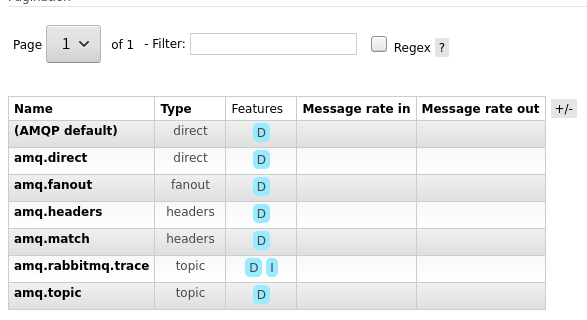 Page 1 of 1 - Filter: Regex ?
Name Type Features Message rate in Message rate out +/-
(AMQP default) direct D
amq.direct direct D
amq.fanout fanout D
amq.headers headers D
amq.match headers D
amq.rabbitmq.trace topic D I
amq.topic topic D